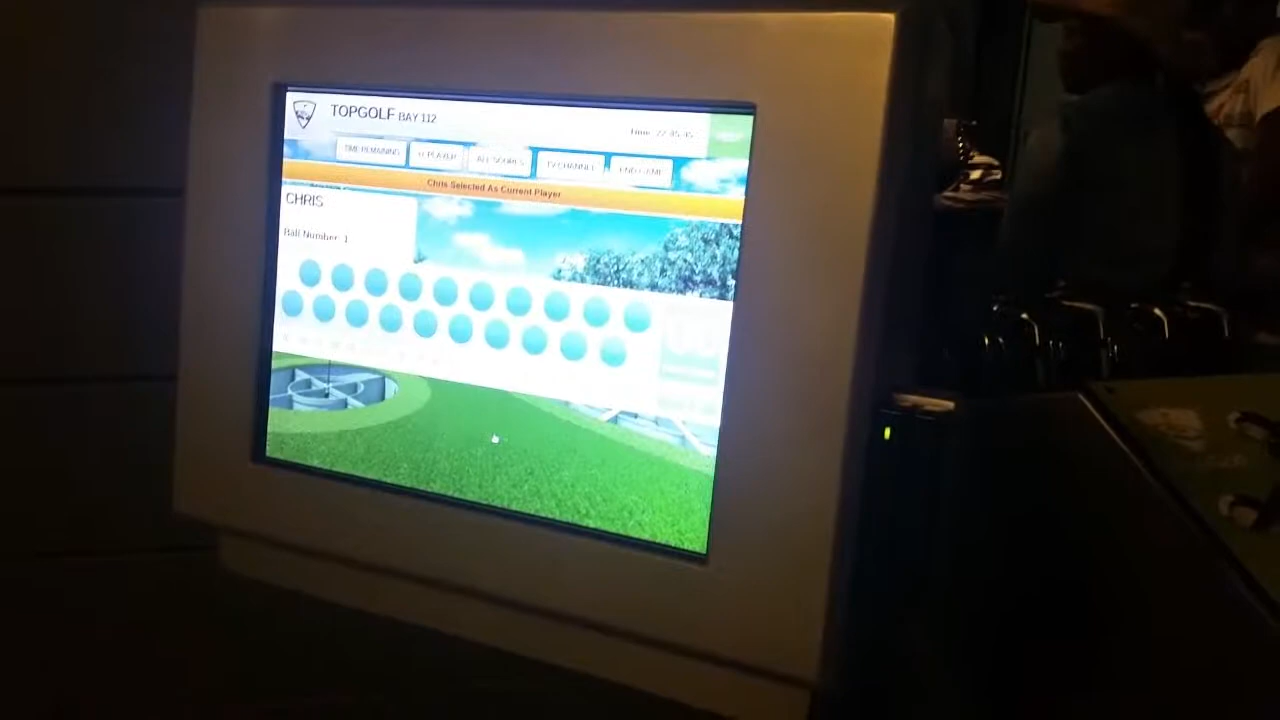 TOPGOLF BAY 112
TIME REMAINING
ALL SCORES
TV CHANNEL
END GAME
Chris Selected As Current Player
CHRIS
Ball Number: 1